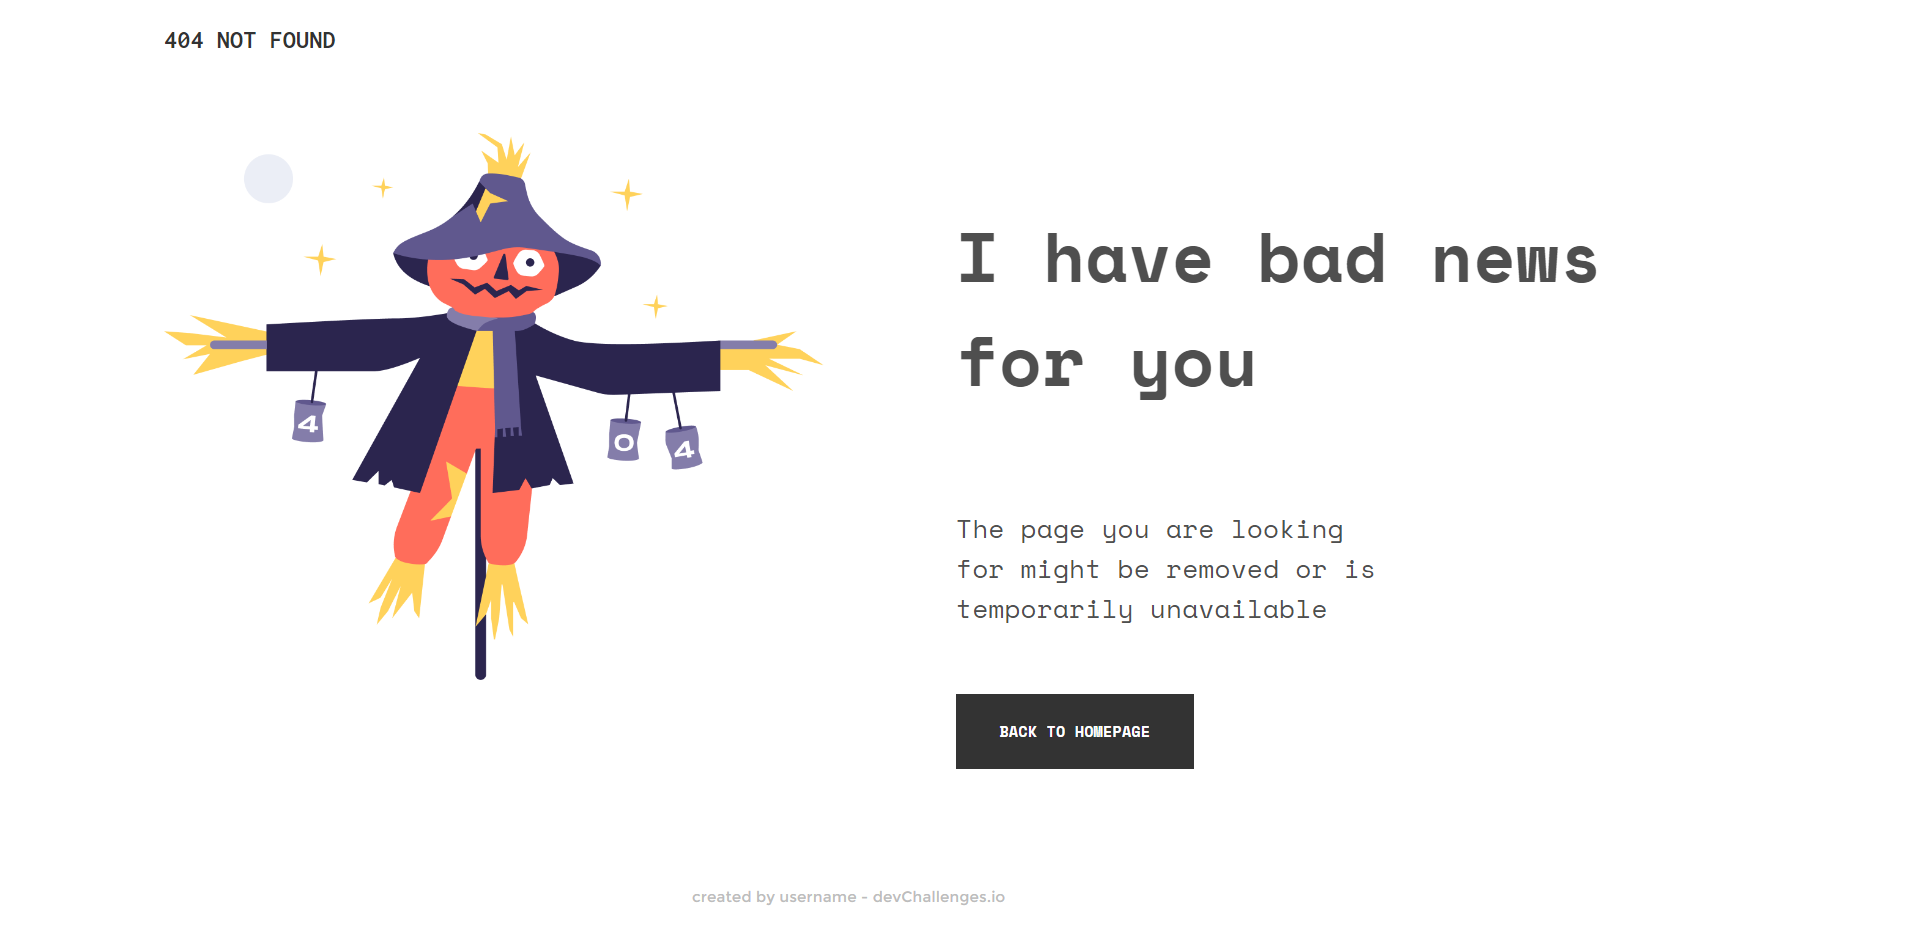 404 NOT FOUND
4
0
4
I have bad news
for you
The page you are looking
for might be removed or is
temporarily unavailable
BACK TO HOMEPAGE
created by username - devChallenges.io